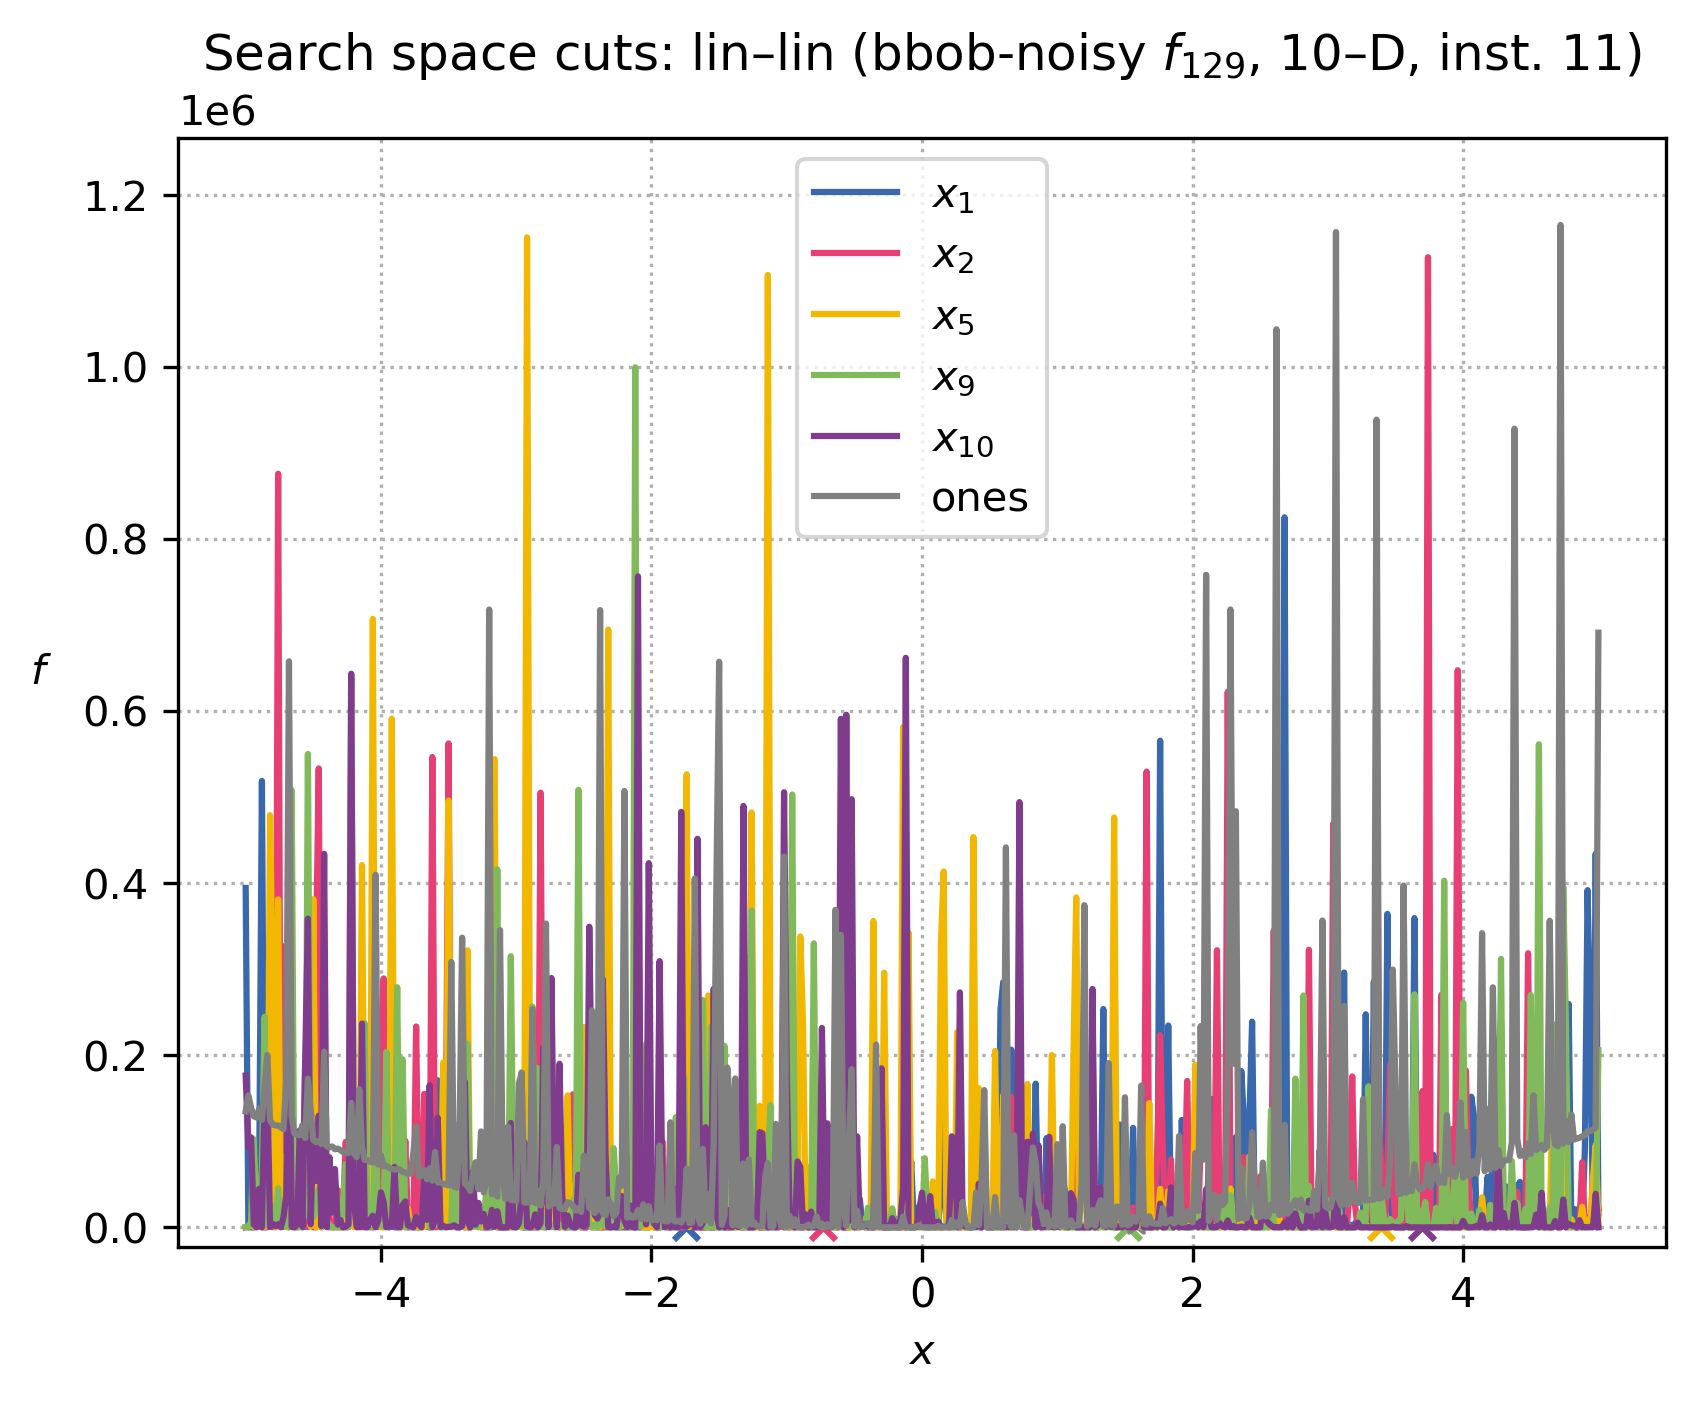 Search space cuts: lin–lin (bbob-noisy f₁₂₉, 10–D, inst. 11)
1e6
1.2
1.0
0.8
0.6
0.4
0.2
0.0
f
x₁
x₂
x₅
x₉
x₁₀
ones
−4
−2
0
2
4
x